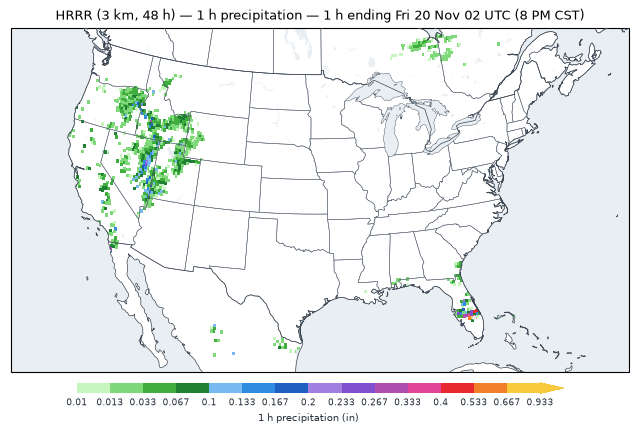 HRRR (3 km, 48 h) — 1 h precipitation — 1 h ending Fri 20 Nov 02 UTC (8 PM CST)
0.01 0.013 0.033 0.067 0.1 0.133 0.167 0.2 0.233 0.267 0.333 0.4 0.533 0.667 0.933
1 h precipitation (in)